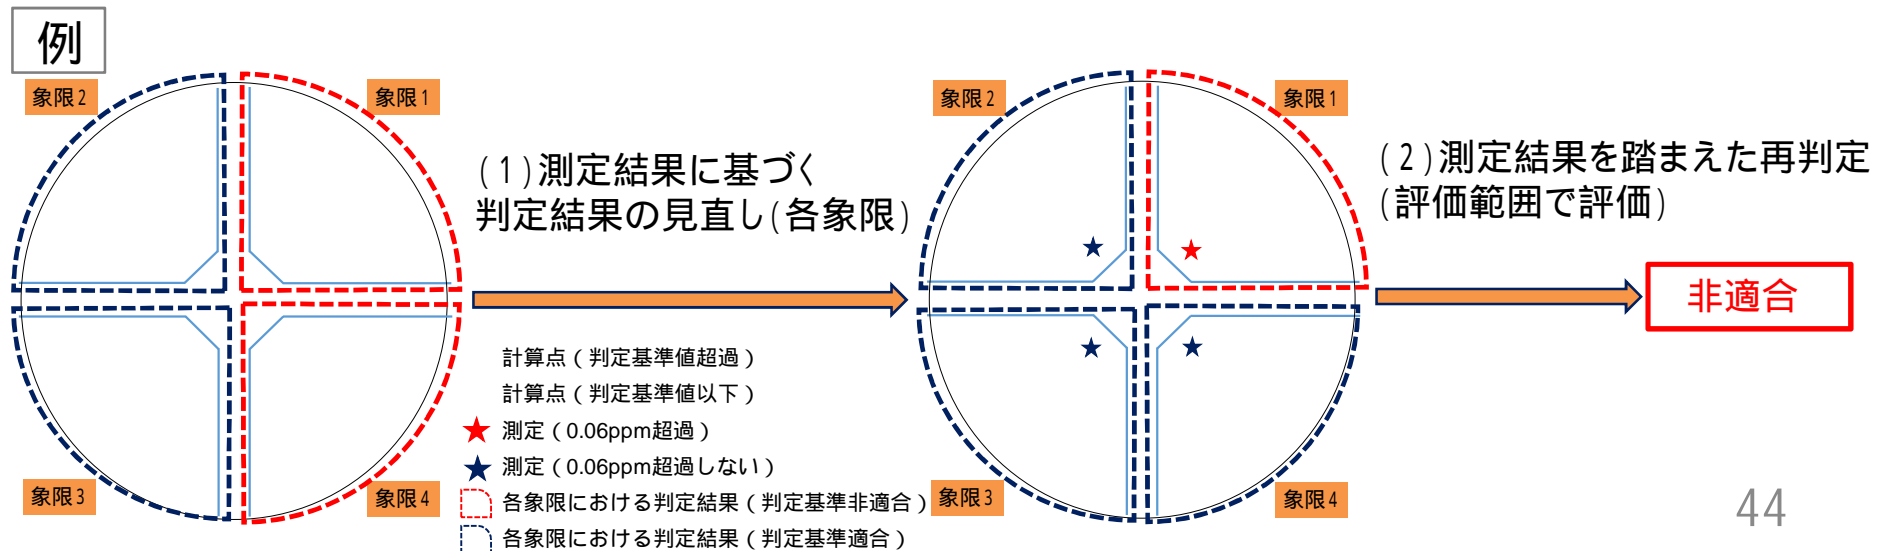 例
象限2
象限1
象限3
象限4
(1)測定結果に基づく
判定結果の見直し(各象限)
計算点(判定基準値超過)
計算点(判定基準値以下)
測定(0.06ppm超過)
測定(0.06ppm超過しない)
各象限における判定結果(判定基準非適合)
各象限における判定結果(判定基準適合)
象限2
象限1
象限3
象限4
(2)測定結果を踏まえた再判定
(評価範囲で評価)
非適合
44